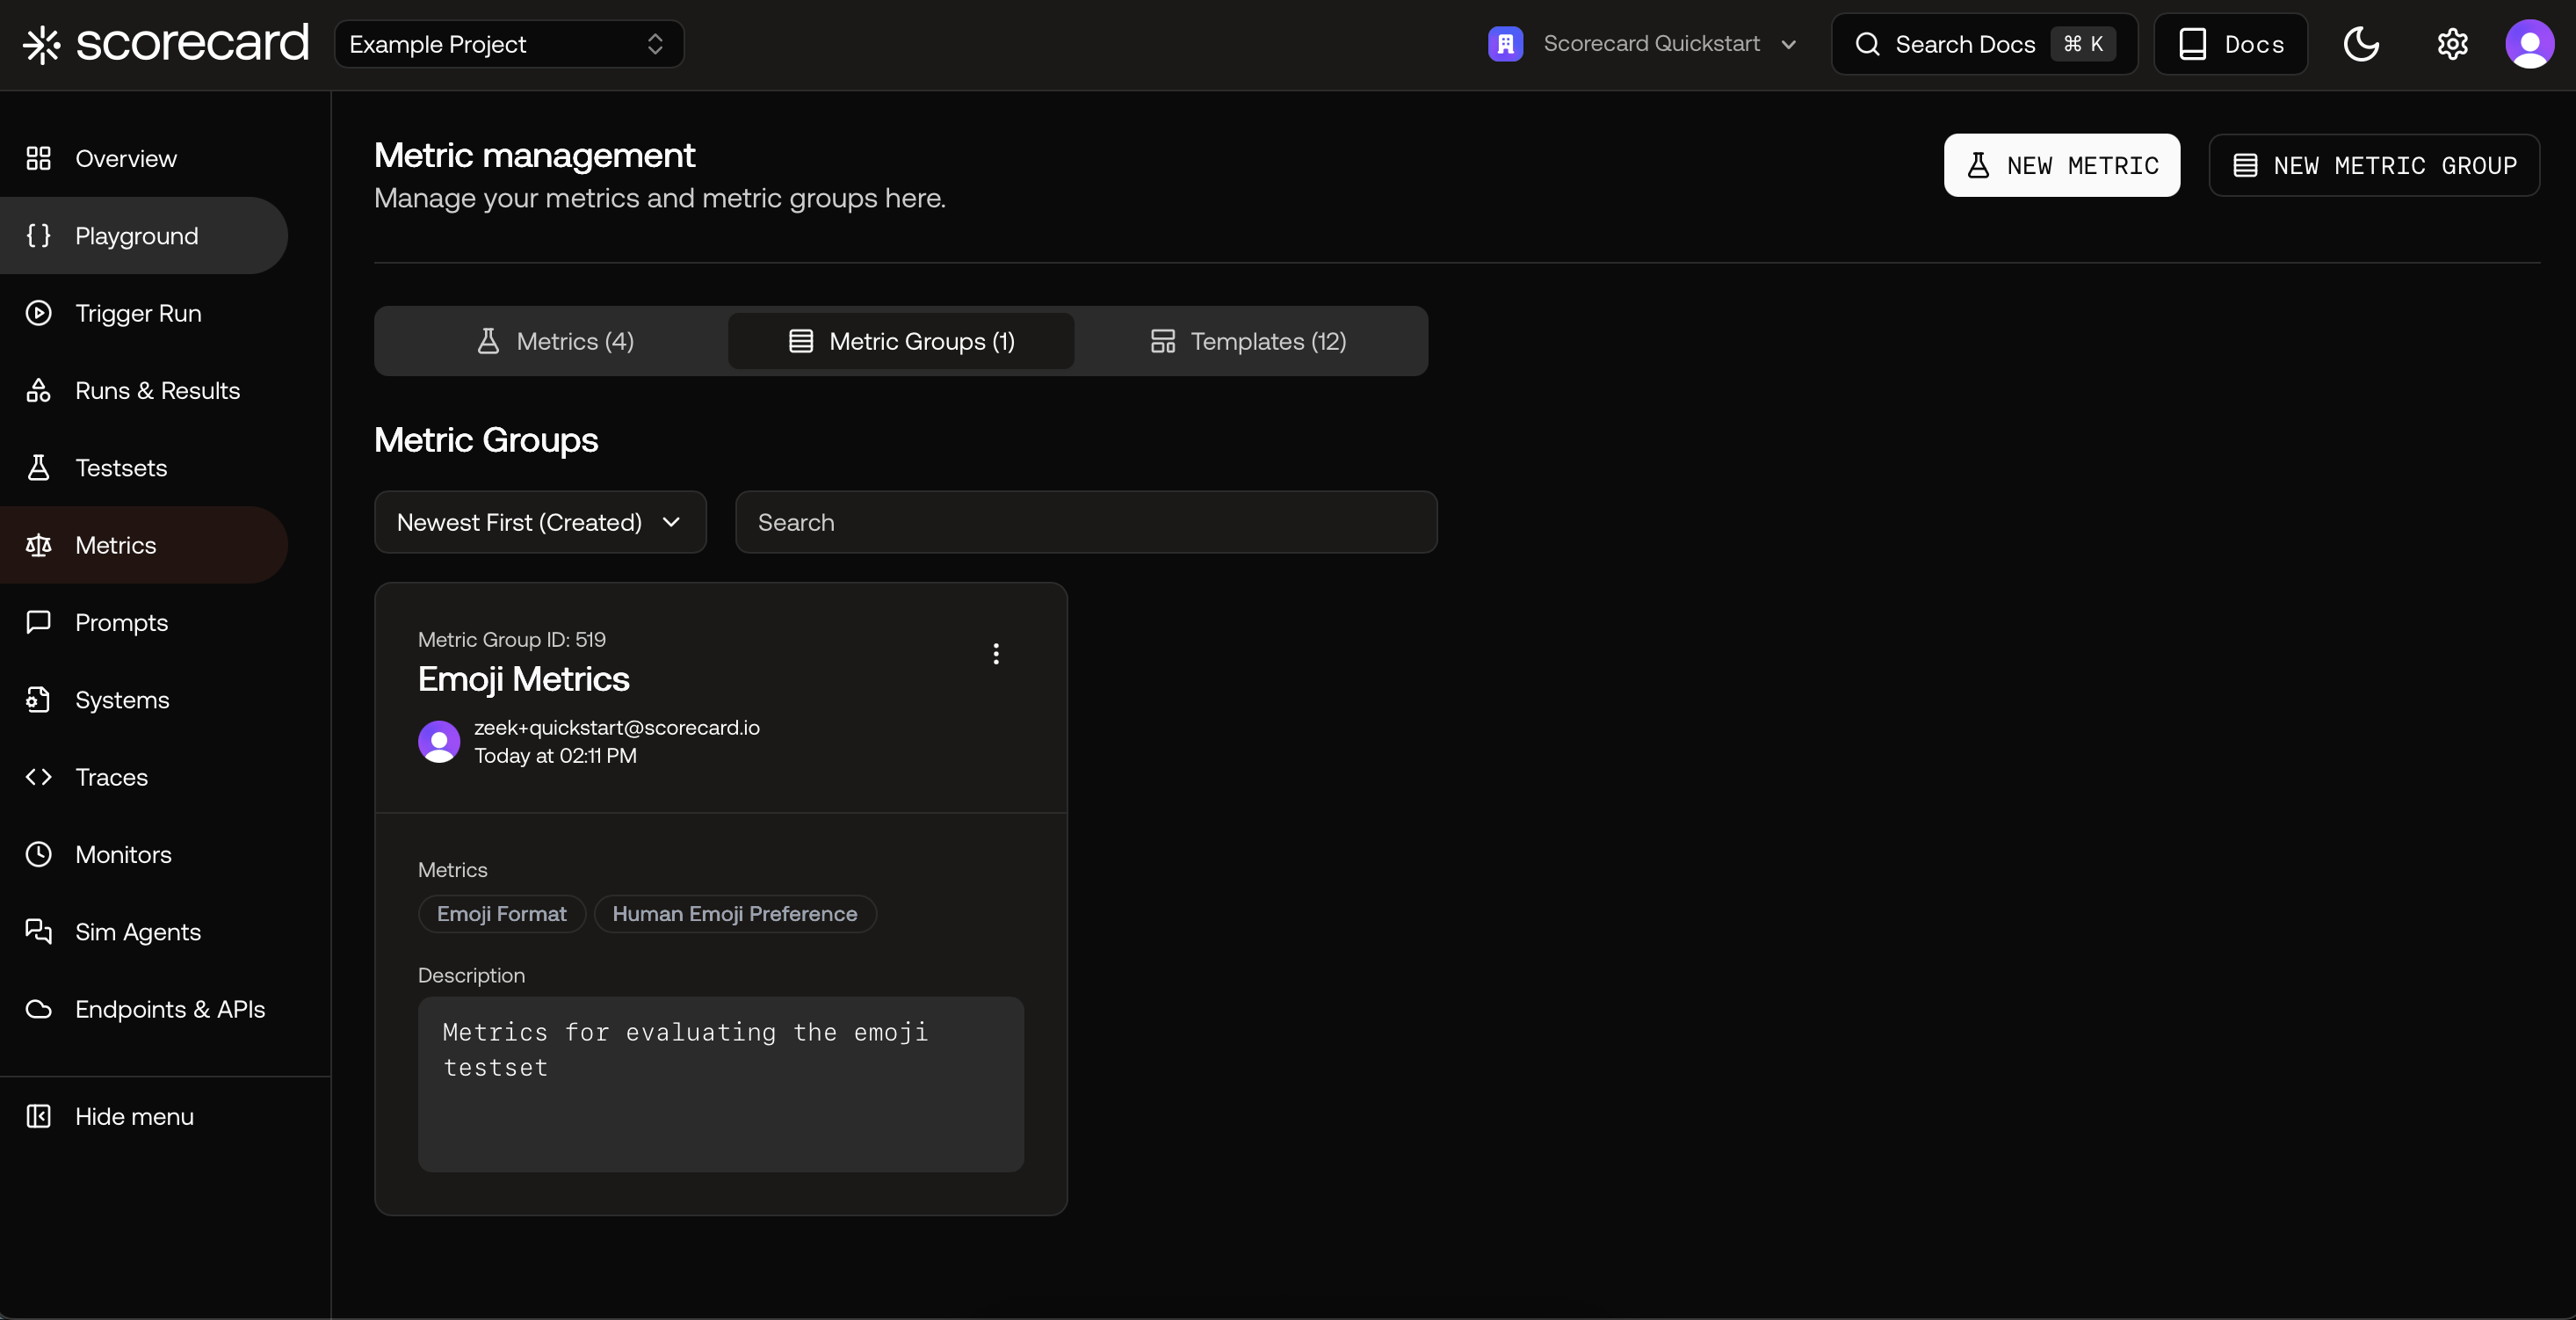 scorecard
Example Project
Scorecard Quickstart
Search Docs ⌘ K
Docs
Overview
Playground
Trigger Run
Runs & Results
Testsets
Metrics
Prompts
Systems
Traces
Monitors
Sim Agents
Endpoints & APIs
Hide menu
Metric management
Manage your metrics and metric groups here.
NEW METRIC
NEW METRIC GROUP
Metrics (4)
Metric Groups (1)
Templates (12)
Metric Groups
Newest First (Created)
Search
Metric Group ID: 519
Emoji Metrics
zeek+quickstart@scorecard.io
Today at 02:11 PM
Metrics
Emoji Format
Human Emoji Preference
Description
Metrics for evaluating the emoji
testset